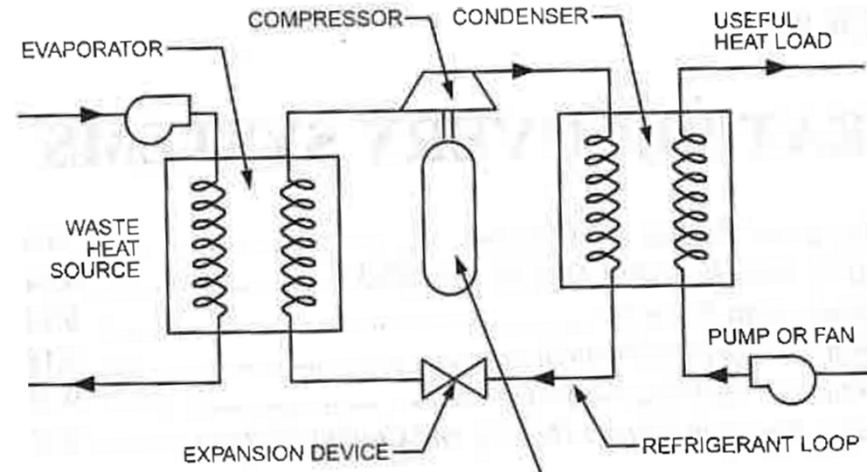 COMPRESSOR
CONDENSER
USEFUL
HEAT LOAD
EVAPORATOR
WASTE
HEAT
SOURCE
PUMP OR FAN
EXPANSION DEVICE
REFRIGERANT LOOP